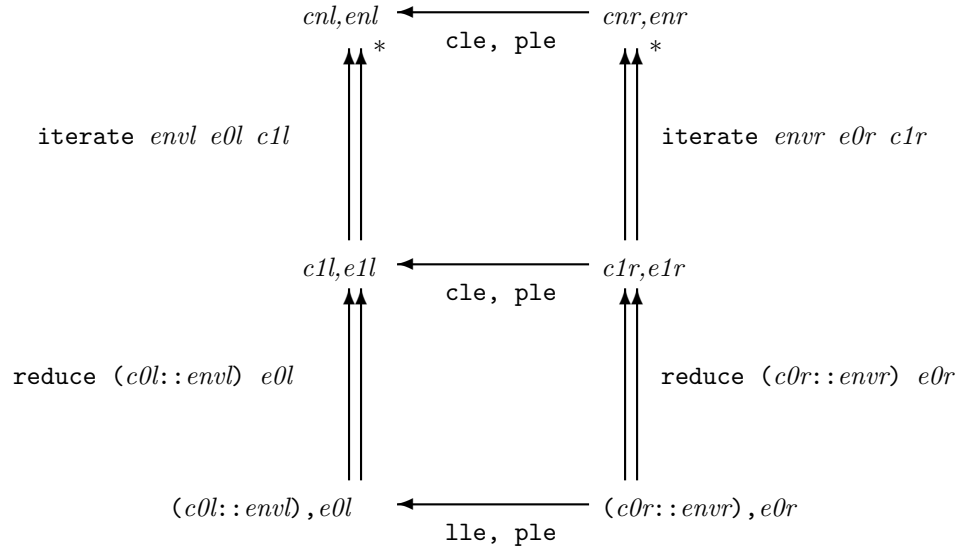 cnl,enl cnr,enr
cle, ple
* *
iterate envl e0l c1l iterate envr e0r c1r
c1l,e1l c1r,e1r
cle, ple
reduce (c0l::envl) e0l reduce (c0r::envr) e0r
(c0l::envl),e0l (c0r::envr),e0r
lle, ple